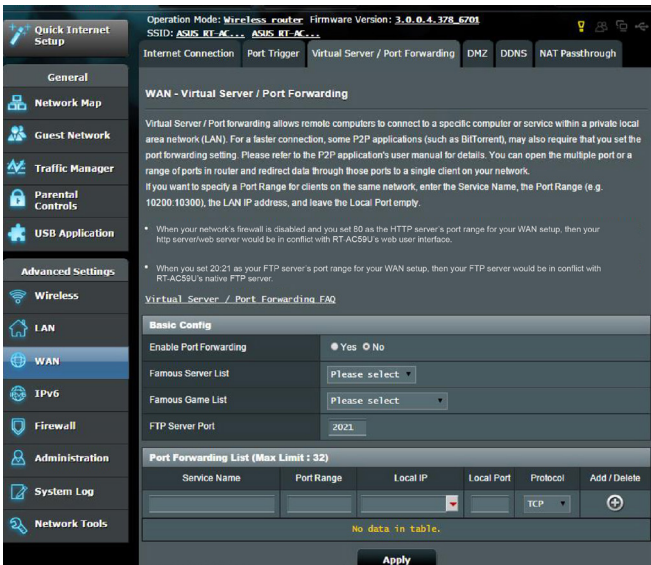 Quick Internet
Setup
General
Network Map
Guest Network
Traffic Manager
Parental
Controls
USB Application
Advanced Settings
Wireless
LAN
WAN
IPv6
Firewall
Administration
System Log
Network Tools
Operation Mode: Wireless router Firmware Version: 3.0.0.4.378_6701
SSID: ASUS RT-AC... ASUS RT-AC...
Internet Connection Port Trigger Virtual Server / Port Forwarding DMZ DDNS NAT Passthrough
WAN - Virtual Server / Port Forwarding
Virtual Server / Port forwarding allows remote computers to connect to a specific computer or service within a private local
area network (LAN). For a faster connection, some P2P applications (such as BitTorrent), may also require that you set the
port forwarding setting. Please refer to the P2P application's user manual for details. You can open the multiple port or a
range of ports in router and redirect data through those ports to a single client on your network.
If you want to specify a Port Range for clients on the same network, enter the Service Name, the Port Range (e.g.
10200:10300), the LAN IP address, and leave the Local Port empty.
• When your network's firewall is disabled and you set 80 as the HTTP server's port range for your WAN setup, then your
http server/web server would be in conflict with RT-AC59U's web user interface.
• When you set 20:21 as your FTP server's port range for your WAN setup, then your FTP server would be in conflict with
RT-AC59U's native FTP server.
Virtual Server / Port Forwarding FAQ
Basic Config
Enable Port Forwarding Yes No
Famous Server List Please select
Famous Game List Please select
FTP Server Port 2021
Port Forwarding List (Max Limit : 32)
Service Name Port Range Local IP Local Port Protocol Add / Delete
TCP
No data in table.
Apply